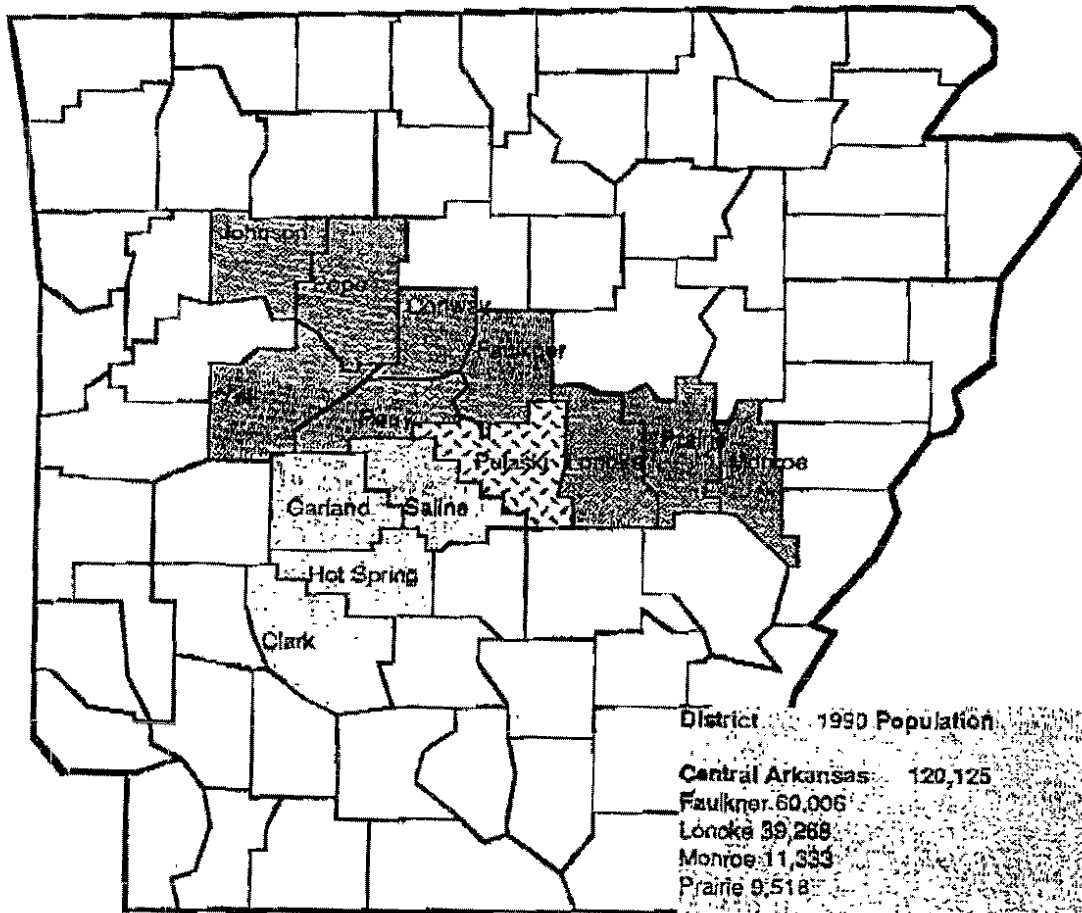 Johnson
Pope
Conway
Faulkner
Yell
Perry
Prairie
Pulaski
Lonoke
Monroe
Garland
Saline
Hot Spring
Clark
District 1990 Population
Central Arkansas 120,125
Faulkner 60,006
Lonoke 39,268
Monroe 11,333
Prairie 9,518